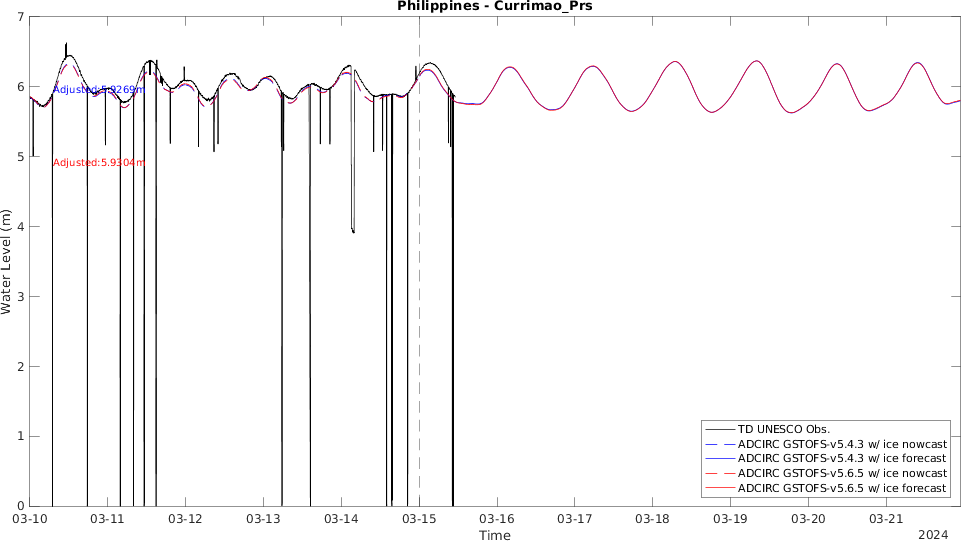 Philippines - Currimao_Prs
7
6
5
4
3
2
1
0
Water Level (m)
Adjusted:5.9269m
Adjusted:5.9304m
TD UNESCO Obs.
ADCIRC GSTOFS-v5.4.3 w/ ice nowcast
ADCIRC GSTOFS-v5.4.3 w/ ice forecast
ADCIRC GSTOFS-v5.6.5 w/ ice nowcast
ADCIRC GSTOFS-v5.6.5 w/ ice forecast
03-10 03-11 03-12 03-13 03-14 03-15 03-16 03-17 03-18 03-19 03-20 03-21
Time
2024